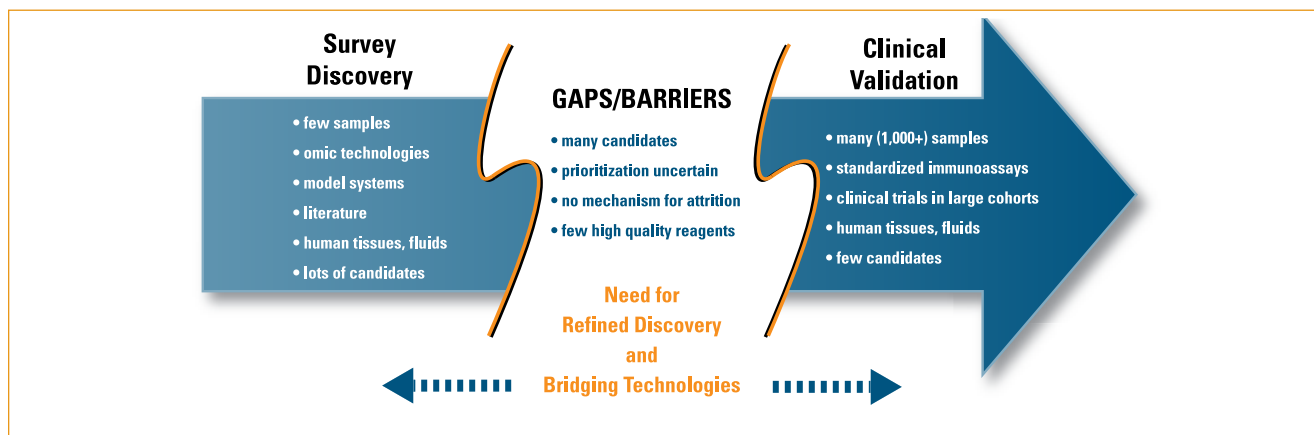 Survey
Discovery
• few samples
• omic technologies
• model systems
• literature
• human tissues, fluids
• lots of candidates
GAPS/BARRIERS
• many candidates
• prioritization uncertain
• no mechanism for attrition
• few high quality reagents
Need for
Refined Discovery
and
Bridging Technologies
Clinical
Validation
• many (1,000+) samples
• standardized immunoassays
• clinical trials in large cohorts
• human tissues, fluids
• few candidates